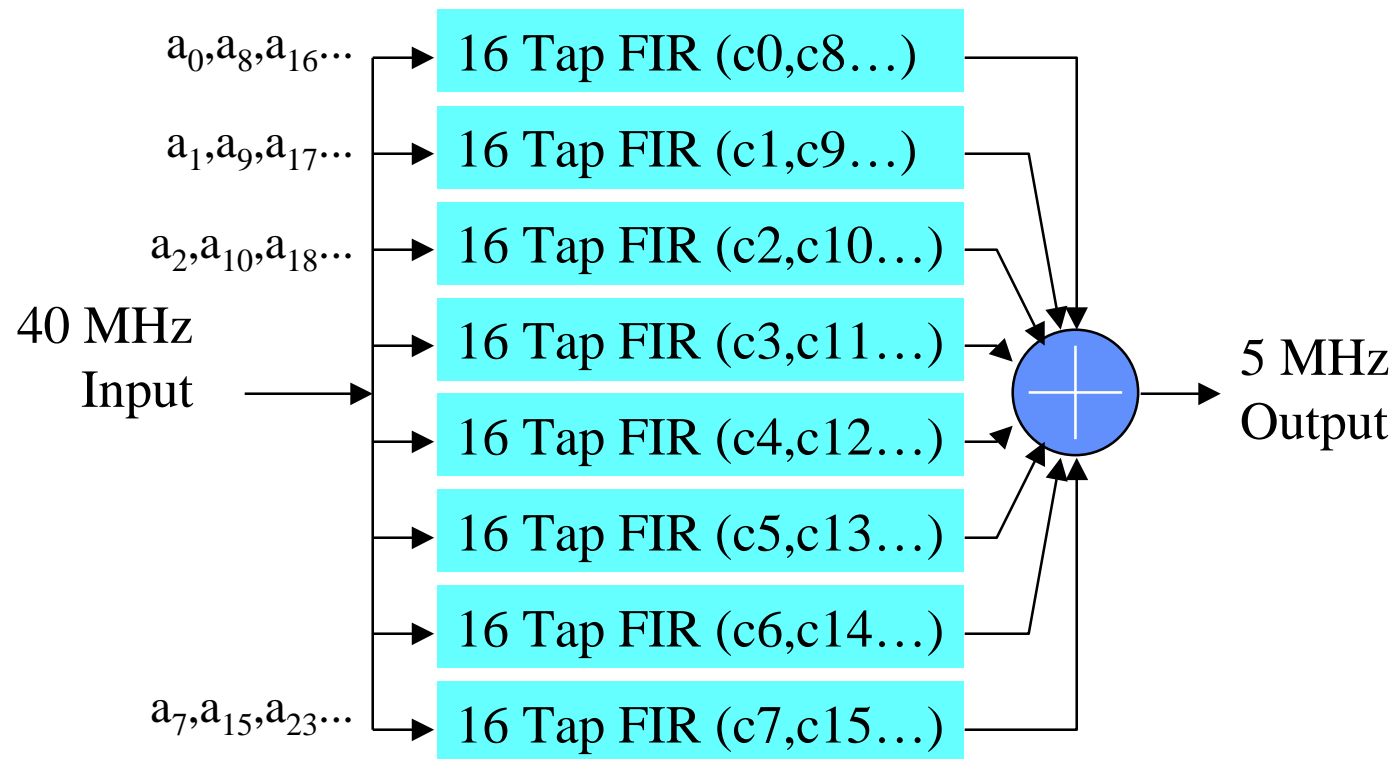 a₀,a₈,a₁₆...
16 Tap FIR (c0,c8…)
a₁,a₉,a₁₇...
16 Tap FIR (c1,c9…)
a₂,a₁₀,a₁₈...
16 Tap FIR (c2,c10…)
40 MHz
Input
16 Tap FIR (c3,c11…)
16 Tap FIR (c4,c12…)
16 Tap FIR (c5,c13…)
16 Tap FIR (c6,c14…)
a₇,a₁₅,a₂₃...
16 Tap FIR (c7,c15…)
5 MHz
Output